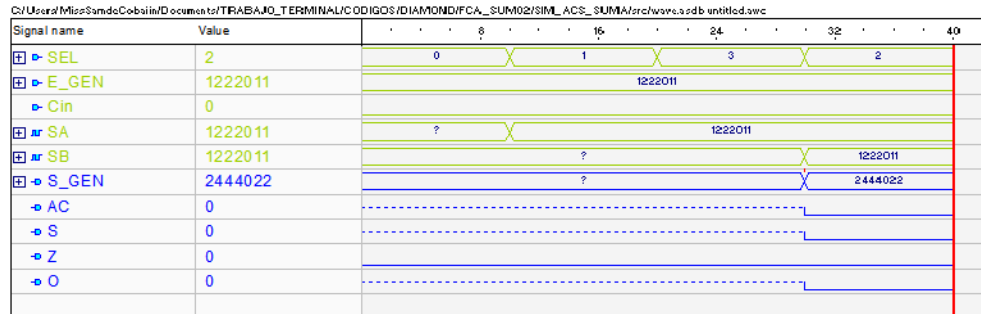 C:/Users/MissSamdeCobaiin/Documents/TRABAJO_TERMINAL/CODIGOS/DIAMOND/FCA_SUM02/SIM_ACS_SUMA/src/wave.asdb untitled.awc
Signal name Value 8 16 24 32 40
SEL 2 0 1 3 2
E_GEN 1222011 1222011
Cin 0
SA 1222011 ? 1222011
SB 1222011 ? 1222011
S_GEN 2444022 ? 2444022
AC 0
S 0
Z 0
O 0